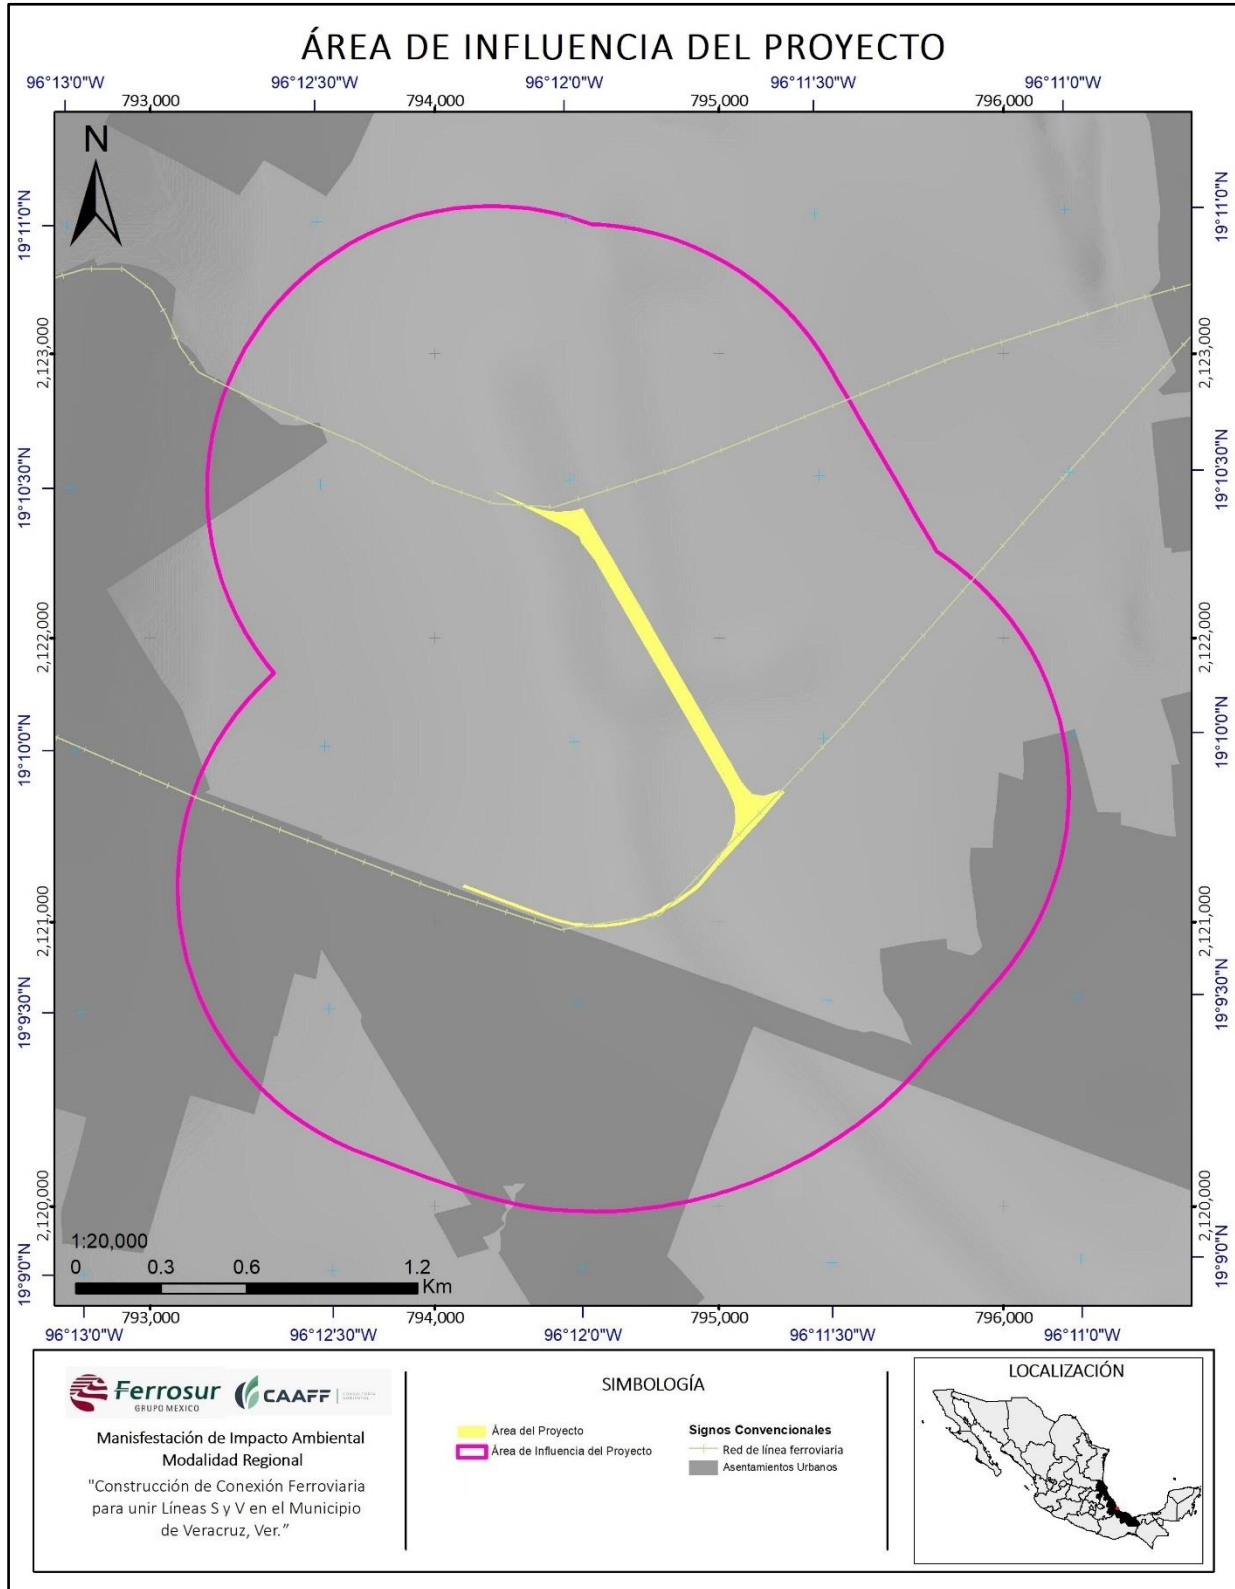 ÁREA DE INFLUENCIA DEL PROYECTO
96°13'0"W 96°12'30"W 96°12'0"W 96°11'30"W 96°11'0"W
793,000 794,000 795,000 796,000
N
19°11'0"N
19°11'0"N
2,123,000
2,123,000
19°10'30"N
19°10'30"N
2,122,000
2,122,000
19°10'0"N
19°10'0"N
2,121,000
2,121,000
19°9'30"N
19°9'30"N
2,120,000
2,120,000
19°9'0"N
19°9'0"N
1:20,000
0 0.3 0.6 1.2
Km
793,000 794,000 795,000 796,000
96°13'0"W 96°12'30"W 96°12'0"W 96°11'30"W 96°11'0"W
Ferrosur
GRUPO MEXICO
CAAFF
CONSULTORÍA
AMBIENTAL
Manisfestación de Impacto Ambiental
Modalidad Regional
"Construcción de Conexión Ferroviaria
para unir Líneas S y V en el Municipio
de Veracruz, Ver."
SIMBOLOGÍA
Área del Proyecto
Área de Influencia del Proyecto
Signos Convencionales
Red de línea ferroviaria
Asentamientos Urbanos
LOCALIZACIÓN